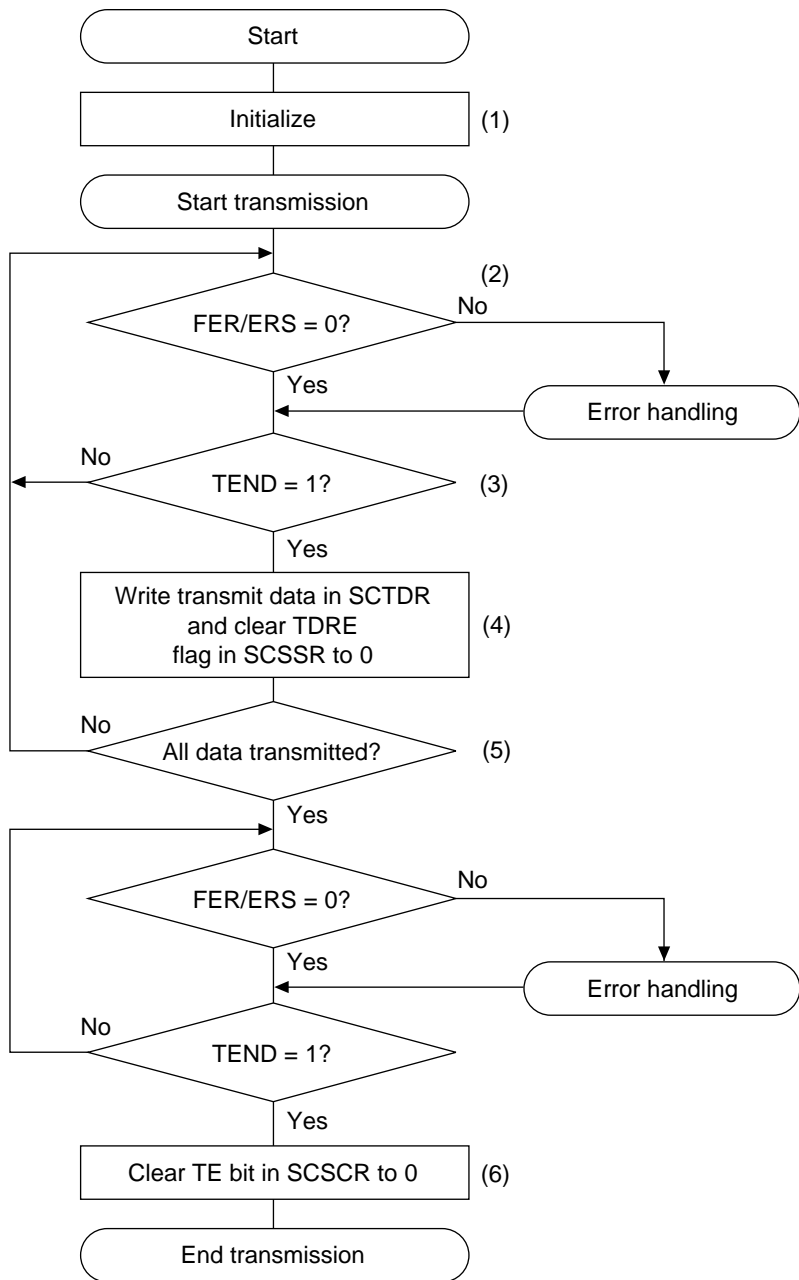 Start
Initialize
(1)
Start transmission
(2)
FER/ERS = 0?
No
Yes
Error handling
No
TEND = 1?
(3)
Yes
Write transmit data in SCTDR
and clear TDRE
flag in SCSSR to 0
(4)
No
All data transmitted?
(5)
Yes
FER/ERS = 0?
No
Yes
Error handling
No
TEND = 1?
Yes
Clear TE bit in SCSCR to 0
(6)
End transmission